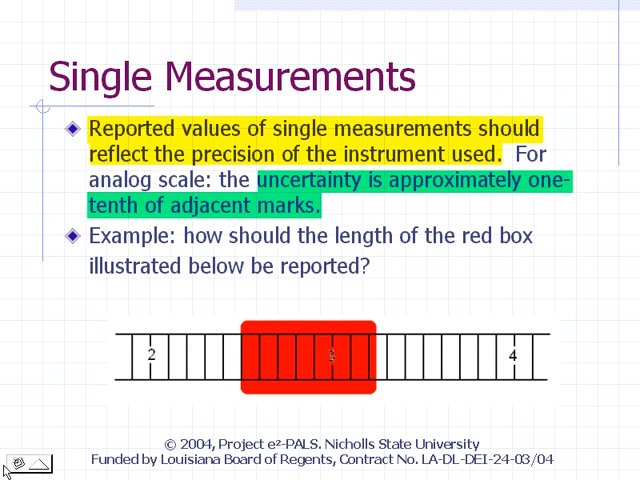 Single Measurements
Reported values of single measurements should
reflect the precision of the instrument used. For
analog scale: the uncertainty is approximately one-
tenth of adjacent marks.
Example: how should the length of the red box
illustrated below be reported?
2 3 4
© 2004, Project e²-PALS. Nicholls State University
Funded by Louisiana Board of Regents, Contract No. LA-DL-DEI-24-03/04